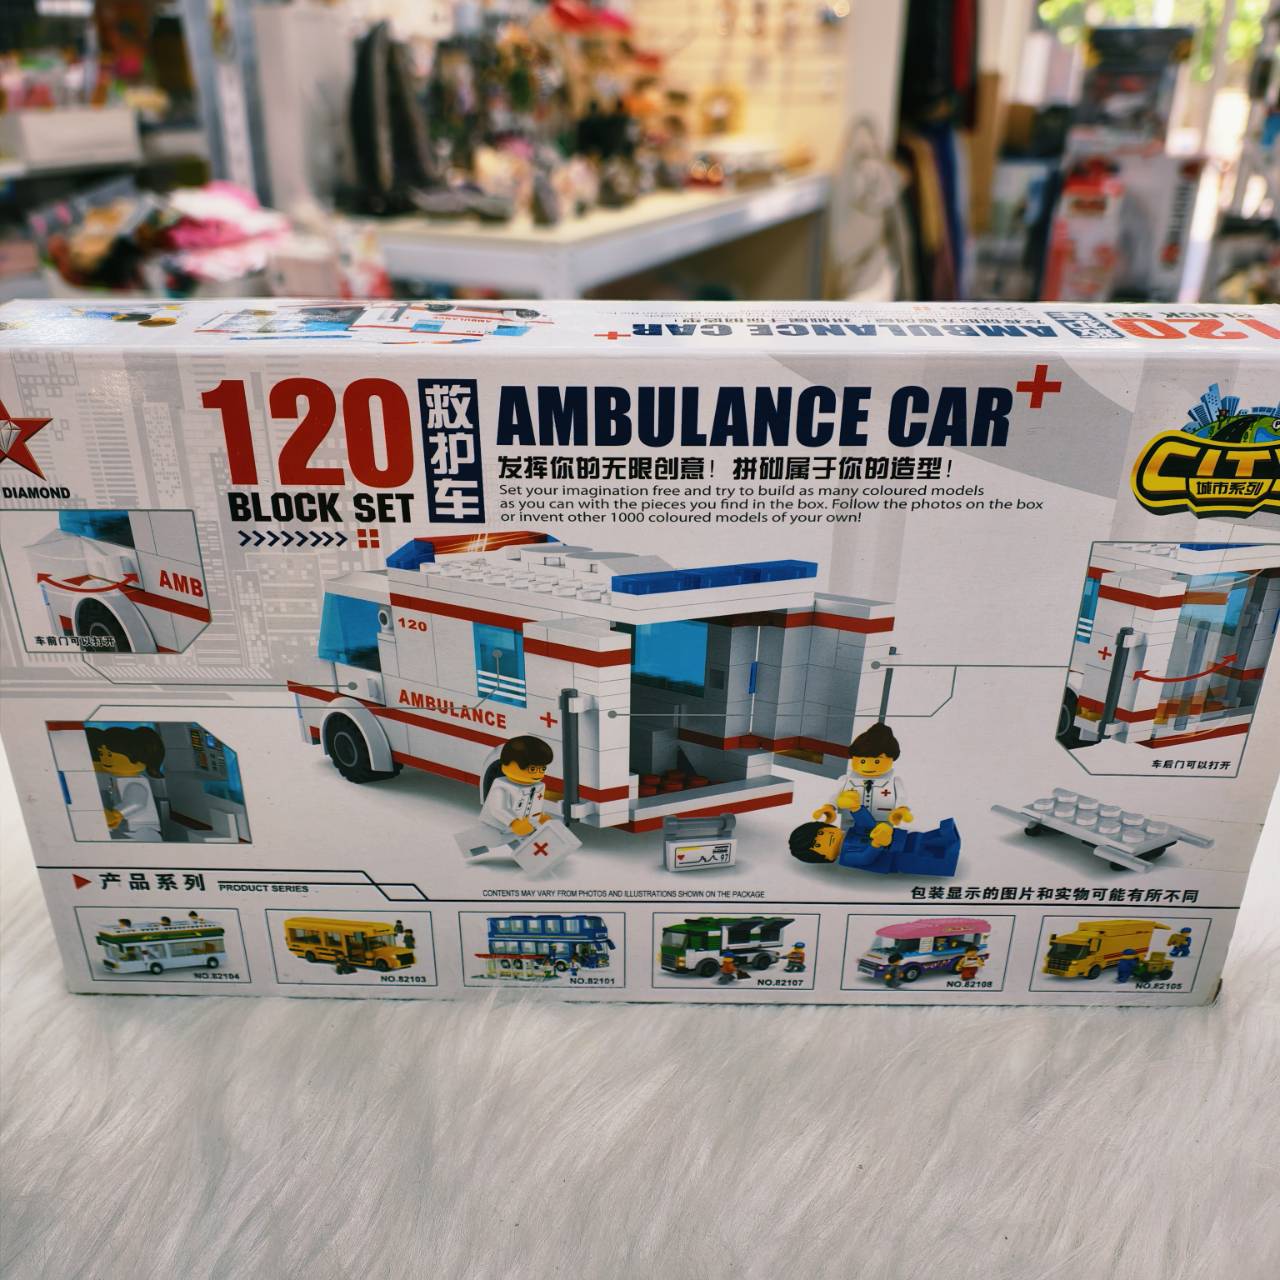 AMBULANCE CAR
120
BLOCK SET
DIAMOND
120
BLOCK SET
救护车
AMBULANCE CAR
发挥你的无限创意！拼砌属于你的造型！
Set your imagination free and try to build as many coloured models
as you can with the pieces you find in the box. Follow the photos on the box
or invent other 1000 coloured models of your own!
CITY
城市系列
AMB
车前门可以打开
120
AMBULANCE
97
车后门可以打开
产品系列 PRODUCT SERIES
CONTENTS MAY VARY FROM PHOTOS AND ILLUSTRATIONS SHOWN ON THE PACKAGE
包装显示的图片和实物可能有所不同
NO.82104
NO.82103
NO.82101
NO.82107
NO.82108
NO.82105